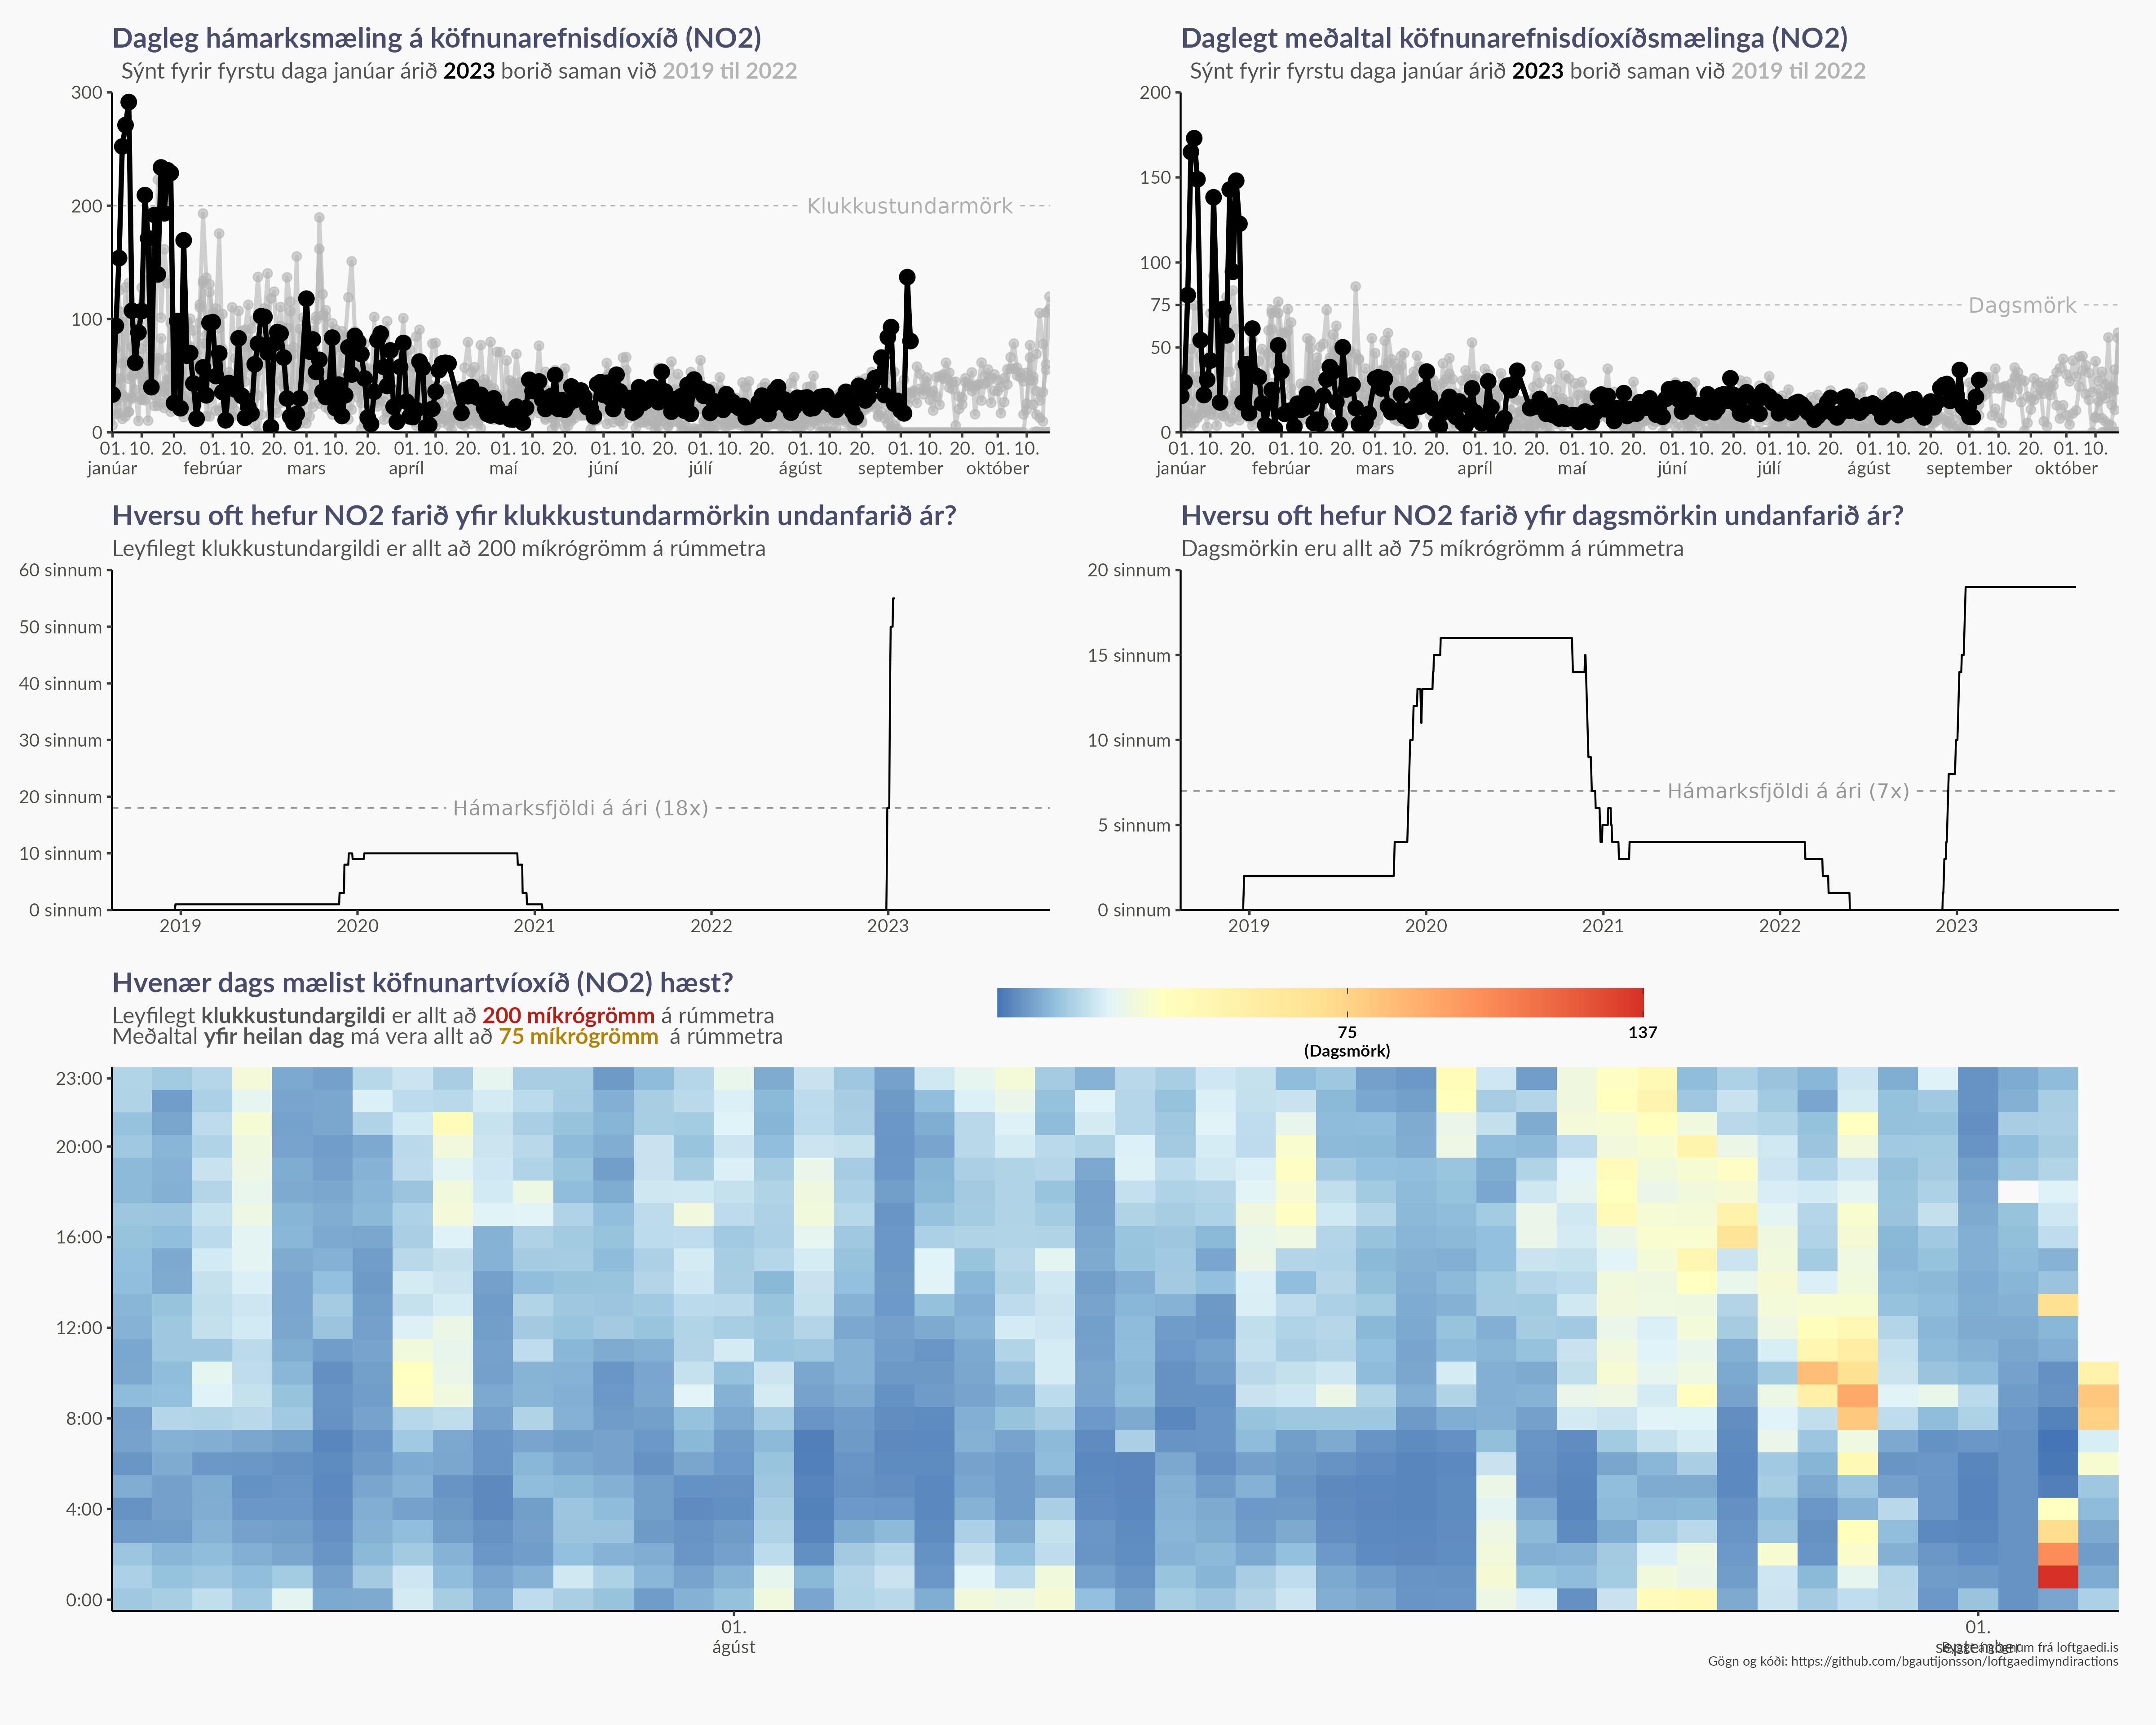 Dagleg hámarksmæling á köfnunarefnisdíoxíð (NO2)
Sýnt fyrir fyrstu daga janúar árið 2023 borið saman við 2019 til 2022
300
200
100
0
Klukkustundarmörk
01. 10. 20. 01. 10. 20. 01. 10. 20. 01. 10. 20. 01. 10. 20. 01. 10. 20. 01. 10. 20. 01. 10. 20. 01. 10. 20. 01. 10.
janúar febrúar mars apríl maí júní júlí ágúst september október
Daglegt meðaltal köfnunarefnisdíoxíðsmælinga (NO2)
Sýnt fyrir fyrstu daga janúar árið 2023 borið saman við 2019 til 2022
200
150
100
75
50
0
Dagsmörk
01. 10. 20. 01. 10. 20. 01. 10. 20. 01. 10. 20. 01. 10. 20. 01. 10. 20. 01. 10. 20. 01. 10. 20. 01. 10. 20. 01. 10.
janúar febrúar mars apríl maí júní júlí ágúst september október
Hversu oft hefur NO2 farið yfir klukkustundarmörkin undanfarið ár?
Leyfilegt klukkustundargildi er allt að 200 míkrógrömm á rúmmetra
60 sinnum
50 sinnum
40 sinnum
30 sinnum
20 sinnum
10 sinnum
0 sinnum
Hámarksfjöldi á ári (18x)
2019 2020 2021 2022 2023
Hversu oft hefur NO2 farið yfir dagsmörkin undanfarið ár?
Dagsmörkin eru allt að 75 míkrógrömm á rúmmetra
20 sinnum
15 sinnum
10 sinnum
5 sinnum
0 sinnum
Hámarksfjöldi á ári (7x)
2019 2020 2021 2022 2023
Hvenær dags mælist köfnunartvíoxíð (NO2) hæst?
Leyfilegt klukkustundargildi er allt að 200 míkrógrömm á rúmmetra
Meðaltal yfir heilan dag má vera allt að 75 míkrógrömm á rúmmetra
75
(Dagsmörk)
137
23:00
20:00
16:00
12:00
8:00
4:00
0:00
01.
ágúst
01.
september
frá loftgaedi.is
Gögn og kóði: https://github.com/bgautijonsson/loftgaedimyndiractions